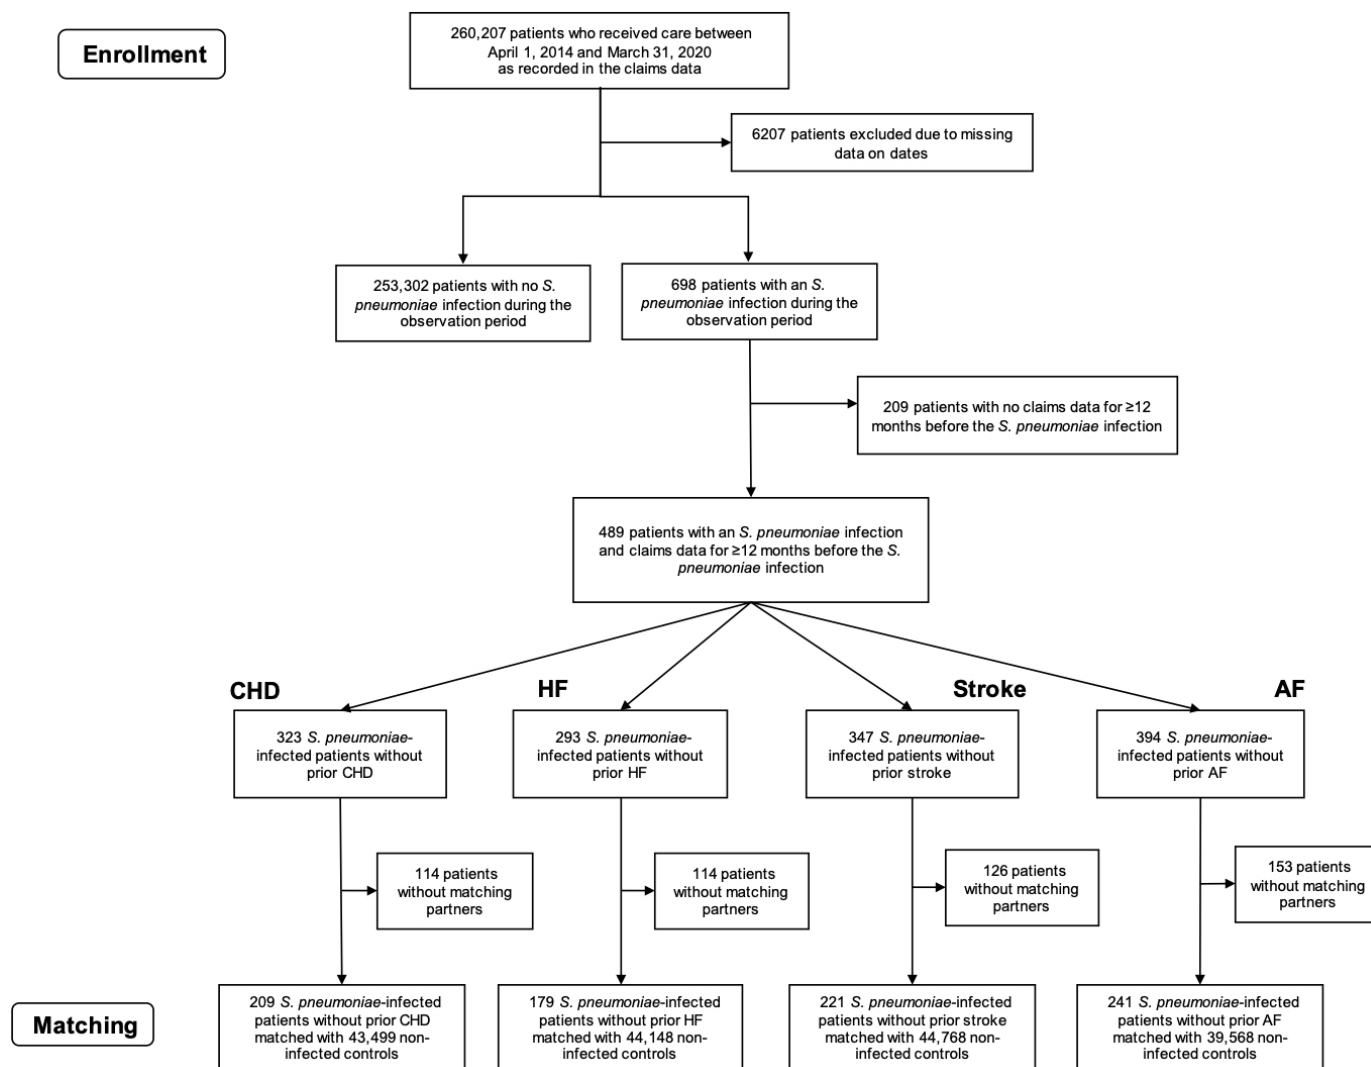 Enrollment
260,207 patients who received care between
April 1, 2014 and March 31, 2020
as recorded in the claims data
6207 patients excluded due to missing
data on dates
253,302 patients with no S.
pneumoniae infection during the
observation period
698 patients with an S.
pneumoniae infection during the
observation period
209 patients with no claims data for ≥12
months before the S. pneumoniae infection
489 patients with an S. pneumoniae infection
and claims data for ≥12 months before the S.
pneumoniae infection
CHD
HF
Stroke
AF
323 S. pneumoniae-
infected patients without
prior CHD
293 S. pneumoniae-
infected patients without
prior HF
347 S. pneumoniae-
infected patients without
prior stroke
394 S. pneumoniae-
infected patients without
prior AF
114 patients
without matching
partners
114 patients
without matching
partners
126 patients
without matching
partners
153 patients
without matching
partners
Matching
209 S. pneumoniae-infected
patients without prior CHD
matched with 43,499 non-
infected controls
179 S. pneumoniae-infected
patients without prior HF
matched with 44,148 non-
infected controls
221 S. pneumoniae-infected
patients without prior stroke
matched with 44,768 non-
infected controls
241 S. pneumoniae-infected
patients without prior AF
matched with 39,568 non-
infected controls